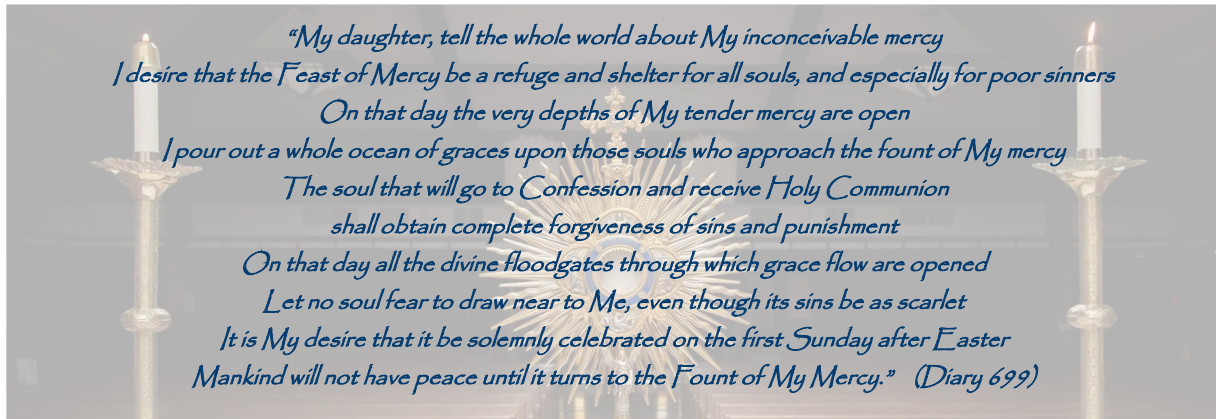 “My daughter, tell the whole world about My inconceivable mercy
I desire that the Feast of Mercy be a refuge and shelter for all souls, and especially for poor sinners
On that day the very depths of My tender mercy are open
I pour out a whole ocean of graces upon those souls who approach the fount of My mercy
The soul that will go to Confession and receive Holy Communion
shall obtain complete forgiveness of sins and punishment
On that day all the divine floodgates through which grace flow are opened
Let no soul fear to draw near to Me, even though its sins be as scarlet
It is My desire that it be solemnly celebrated on the first Sunday after Easter
Mankind will not have peace until it turns to the Fount of My Mercy.” (Diary 699)